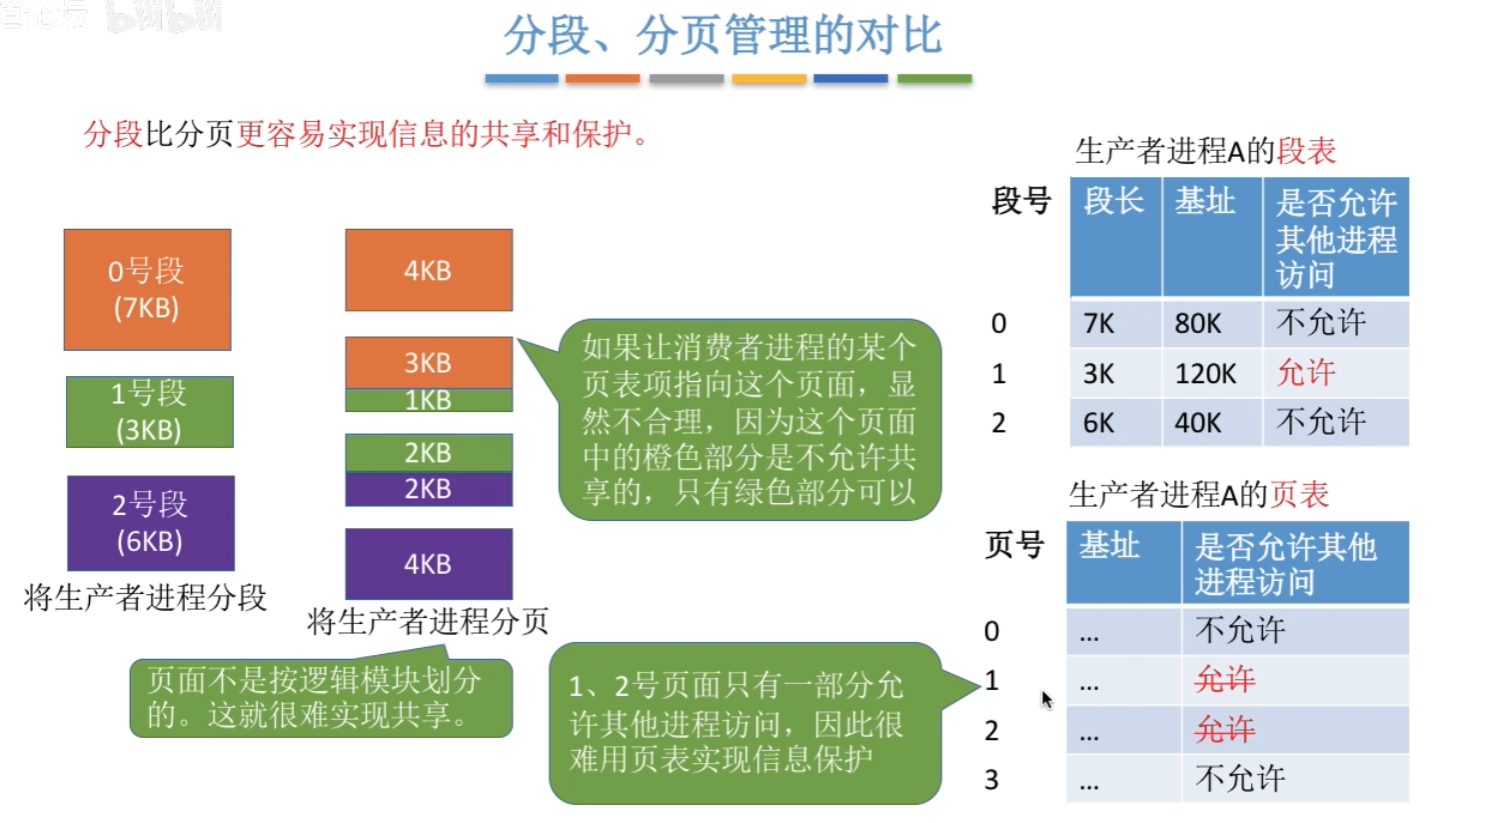 bilibili
分段、分页管理的对比
分段比分页更容易实现信息的共享和保护。
0号段
(7KB)
1号段
(3KB)
2号段
(6KB)
将生产者进程分段
4KB
3KB
1KB
2KB
2KB
4KB
将生产者进程分页
页面不是按逻辑模块划分
的。这就很难实现共享。
如果让消费者进程的某个
页表项指向这个页面，显
然不合理，因为这个页面
中的橙色部分是不允许共
享的，只有绿色部分可以
1、2号页面只有一部分允
许其他进程访问，因此很
难用页表实现信息保护
生产者进程A的段表
段号 段长 基址 是否允许
其他进程
访问
0 7K 80K 不允许
1 3K 120K 允许
2 6K 40K 不允许
生产者进程A的页表
页号 基址 是否允许其他
进程访问
0 ... 不允许
1 ... 允许
2 ... 允许
3 ... 不允许